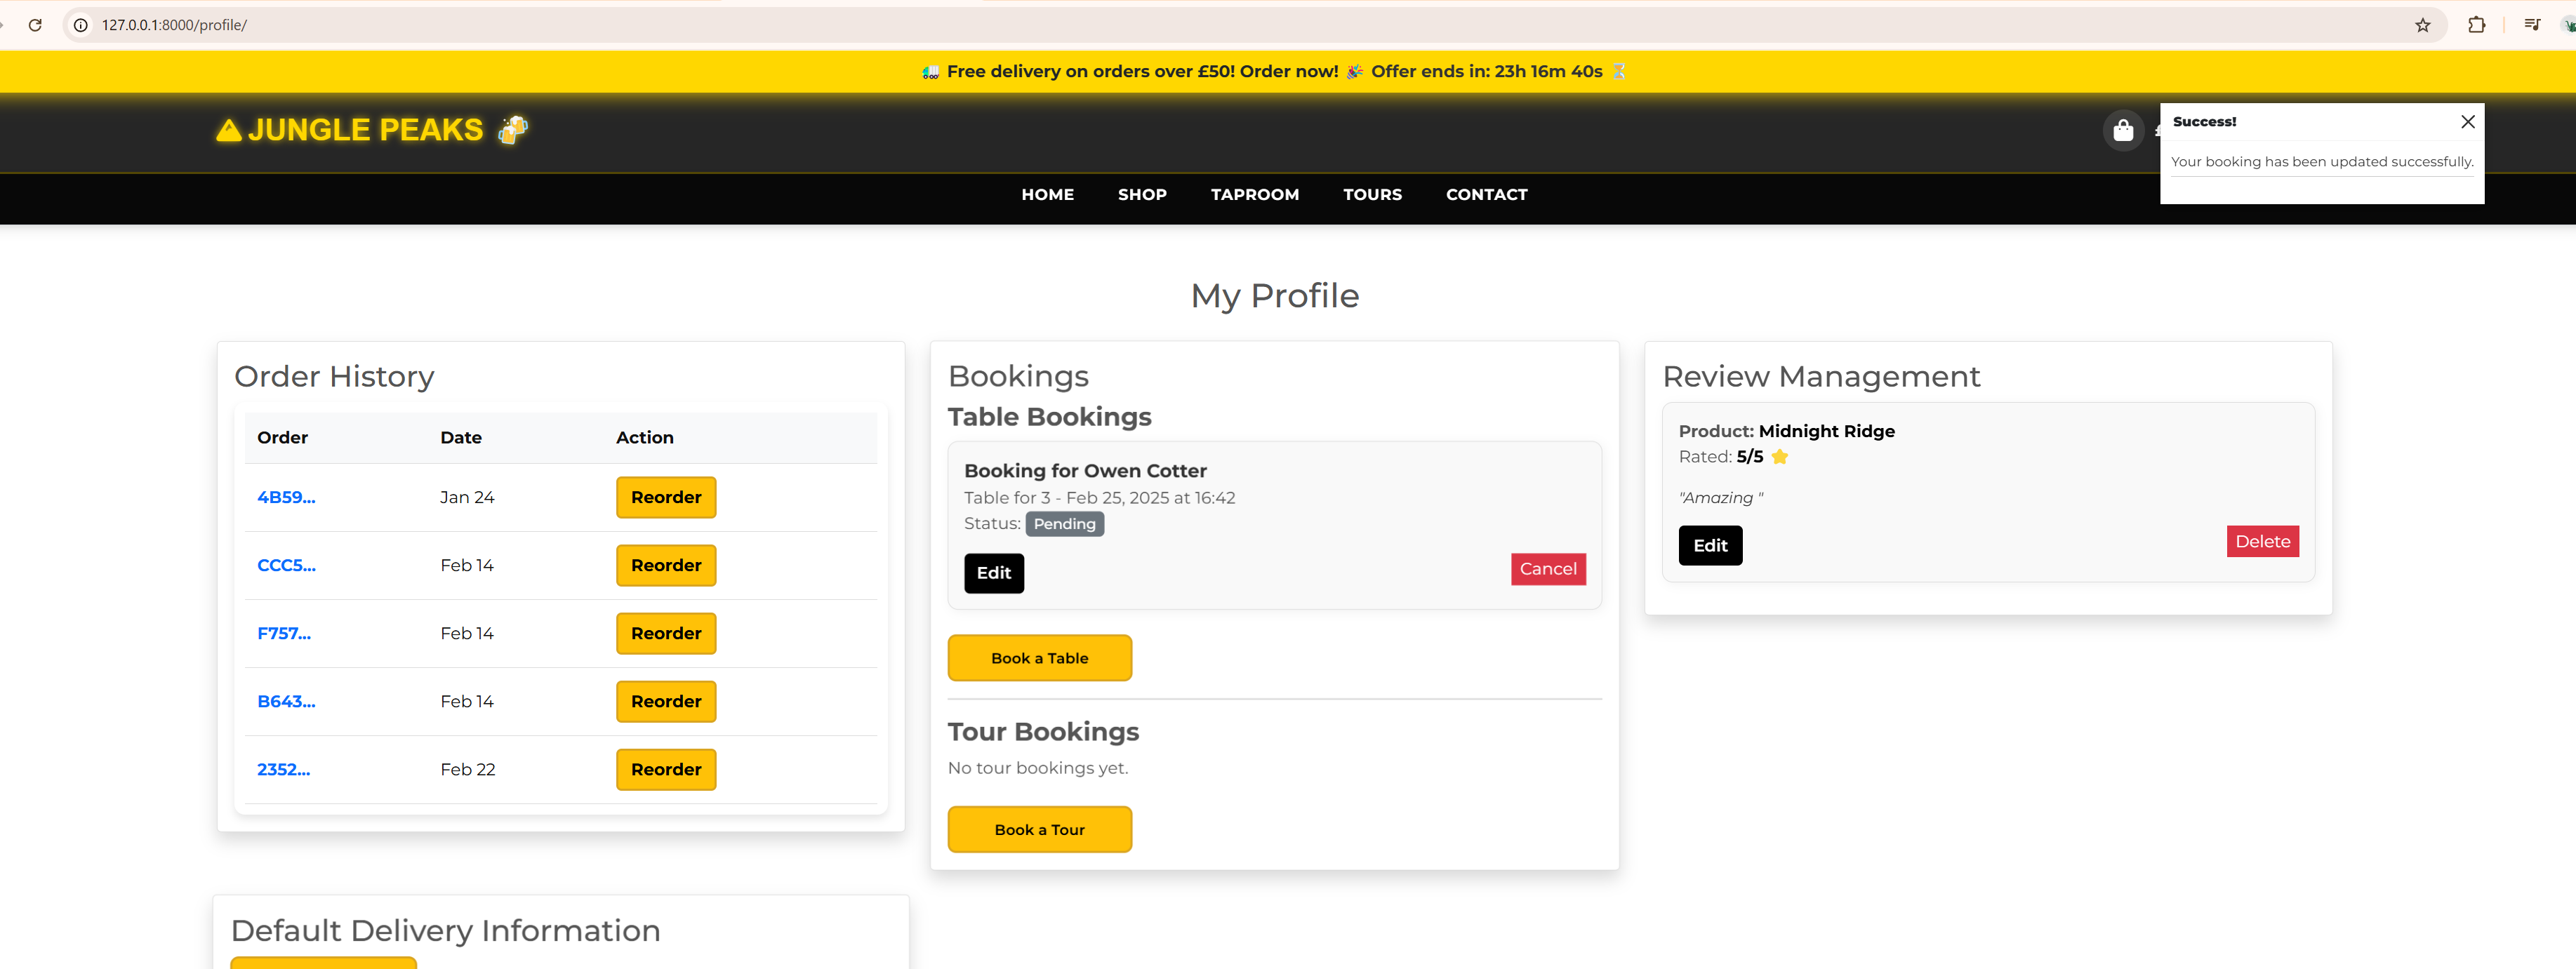 127.0.0.1:8000/profile/
🚚 Free delivery on orders over £50! Order now! 🎉 Offer ends in: 23h 16m 40s ⏳
JUNGLE PEAKS 🍻
Success!
Your booking has been updated successfully.
HOME SHOP TAPROOM TOURS CONTACT
My Profile
Order History
Order Date Action
4B59... Jan 24 Reorder
CCC5... Feb 14 Reorder
F757... Feb 14 Reorder
B643... Feb 14 Reorder
2352... Feb 22 Reorder
Bookings
Table Bookings
Booking for Owen Cotter
Table for 3 - Feb 25, 2025 at 16:42
Status: Pending
Edit Cancel
Book a Table
Tour Bookings
No tour bookings yet.
Book a Tour
Review Management
Product: Midnight Ridge
Rated: 5/5 ⭐
"Amazing "
Edit Delete
Default Delivery Information